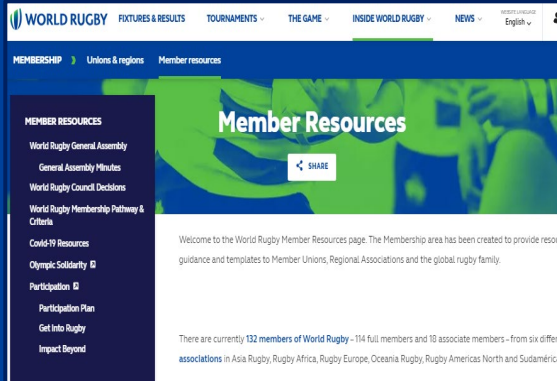 WORLD RUGBY FIXTURES & RESULTS TOURNAMENTS THE GAME INSIDE WORLD RUGBY NEWS WEBSITE LANGUAGE
English
MEMBERSHIP Unions & regions Member resources
MEMBER RESOURCES
World Rugby General Assembly
General Assembly Minutes
World Rugby Council Decisions
World Rugby Membership Pathway &
Criteria
Covid-19 Resources
Olympic Solidarity
Participation
Participation Plan
Get Into Rugby
Impact Beyond
Member Resources
SHARE
Welcome to the World Rugby Member Resources page. The Membership area has been created to provide resou
guidance and templates to Member Unions, Regional Associations and the global rugby family.
There are currently 132 members of World Rugby – 114 full members and 18 associate members – from six differe
associations in Asia Rugby, Rugby Africa, Rugby Europe, Oceania Rugby, Rugby Americas North and Sudaméric